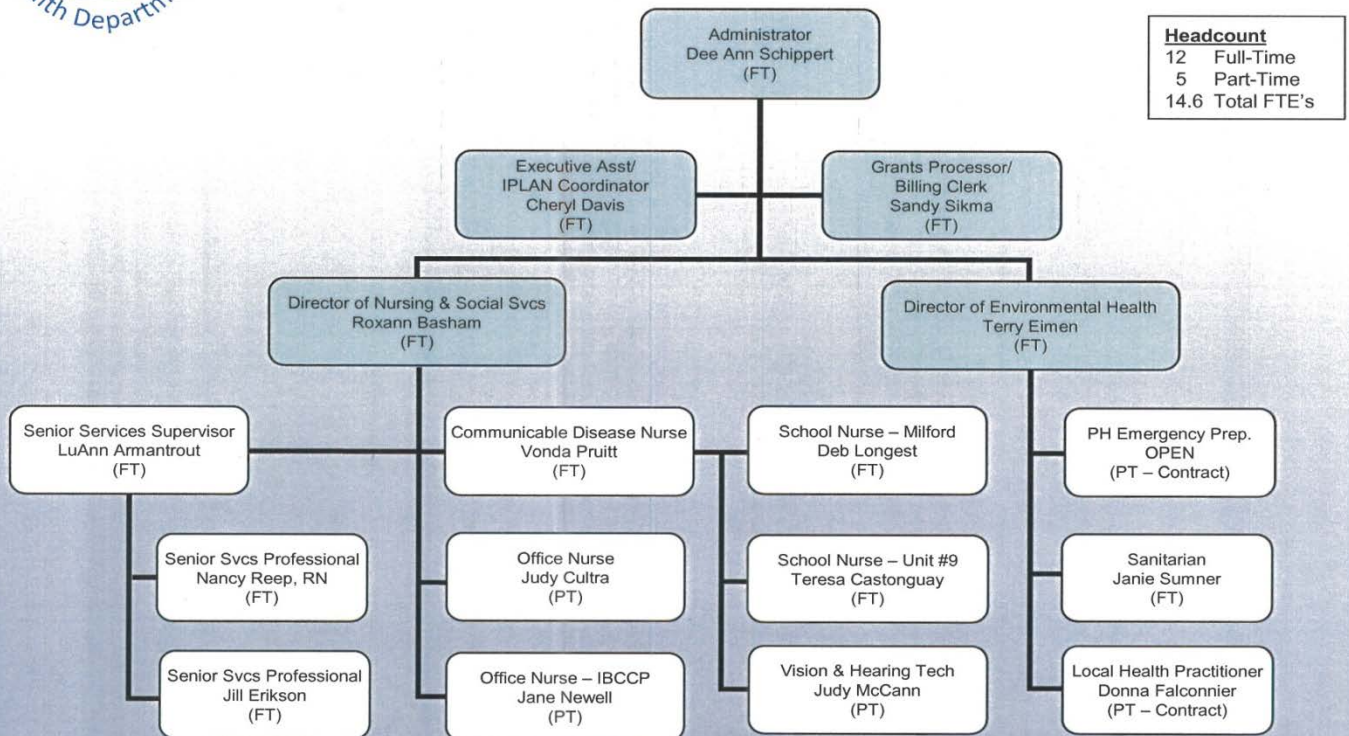 th Departm
Administrator
Dee Ann Schippert
(FT)
Headcount
12 Full-Time
5 Part-Time
14.6 Total FTE's
Executive Asst/
IPLAN Coordinator
Cheryl Davis
(FT)
Grants Processor/
Billing Clerk
Sandy Sikma
(FT)
Director of Nursing & Social Svcs
Roxann Basham
(FT)
Director of Environmental Health
Terry Eimen
(FT)
Senior Services Supervisor
LuAnn Armantrout
(FT)
Communicable Disease Nurse
Vonda Pruitt
(FT)
School Nurse – Milford
Deb Longest
(FT)
PH Emergency Prep.
OPEN
(PT – Contract)
Senior Svcs Professional
Nancy Reep, RN
(FT)
Office Nurse
Judy Cultra
(PT)
School Nurse – Unit #9
Teresa Castonguay
(FT)
Sanitarian
Janie Sumner
(FT)
Senior Svcs Professional
Jill Erikson
(FT)
Office Nurse – IBCCP
Jane Newell
(PT)
Vision & Hearing Tech
Judy McCann
(PT)
Local Health Practitioner
Donna Falconnier
(PT – Contract)